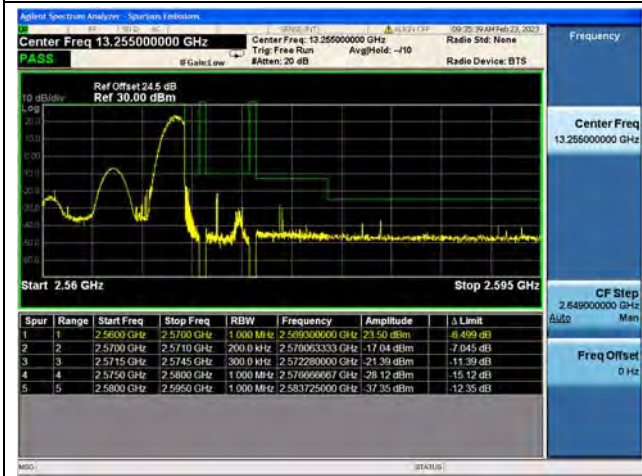 Agilent Spectrum Analyzer - Spurious Emissions
SENSE:INT
ALIGN OFF
09:35:39 AM Feb 23, 2023
Center Freq 13.255000000 GHz
Center Freq: 13.255000000 GHz
Radio Std: None
Trig: Free Run
Avg|Hold: --/10
PASS
IFGain:Low
#Atten: 20 dB
Radio Device: BTS
Ref Offset 24.5 dB
10 dB/div
Ref 30.00 dBm
Log
Start 2.56 GHz
Stop 2.595 GHz
Spur Range Start Freq Stop Freq RBW Frequency Amplitude Δ Limit
1 1 2.5600 GHz 2.5700 GHz 1.000 MHz 2.569300000 GHz 23.50 dBm -6.499 dB
2 2 2.5700 GHz 2.5710 GHz 200.0 kHz 2.570063333 GHz -17.04 dBm -7.045 dB
3 3 2.5715 GHz 2.5745 GHz 300.0 kHz 2.572280000 GHz -21.39 dBm -11.39 dB
4 4 2.5750 GHz 2.5800 GHz 1.000 MHz 2.576666667 GHz -28.12 dBm -15.12 dB
5 5 2.5800 GHz 2.5950 GHz 1.000 MHz 2.583725000 GHz -37.35 dBm -12.35 dB
MSG
STATUS
Frequency
Center Freq
13.255000000 GHz
CF Step
2.649000000 GHz
Auto Man
Freq Offset
0 Hz